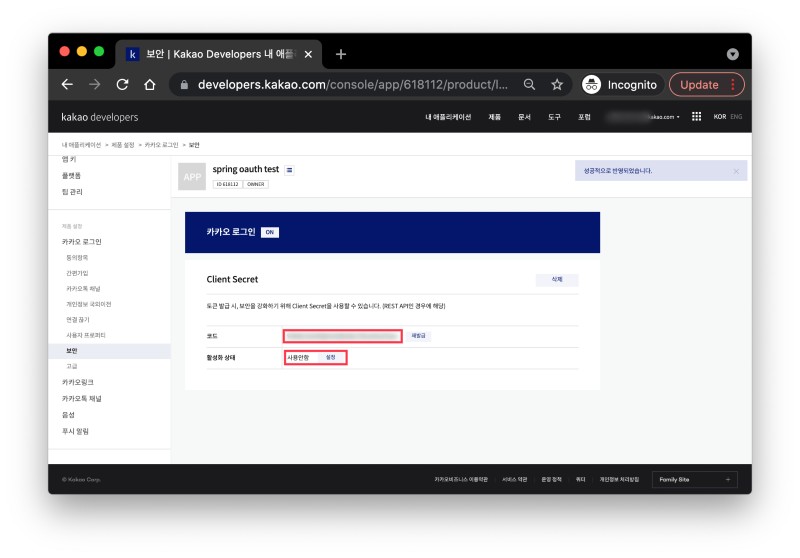 보안 | Kakao Developers 내 애플
developers.kakao.com/console/app/618112/product/l...
Incognito
Update
kakao developers
내 애플리케이션 제품 문서 도구 포럼
akao.com
KOR ENG
내 애플리케이션 > 제품 설정 > 카카오 로그인 > 보안
앱 키
플랫폼
팀 관리
제품 설정
카카오 로그인
동의항목
간편가입
카카오톡 채널
개인정보 국외이전
연결 끊기
사용자 프로퍼티
보안
고급
카카오링크
카카오톡 채널
음성
푸시 알림
APP
spring oauth test
ID 618112 OWNER
성공적으로 반영되었습니다.
카카오 로그인 ON
Client Secret
삭제
토큰 발급 시, 보안을 강화하기 위해 Client Secret을 사용할 수 있습니다. (REST API인 경우에 해당)
코드
재발급
활성화 상태
사용안함
설정
© Kakao Corp.
카카오비즈니스 이용약관 서비스 약관 운영 정책 쿼터 개인정보 처리방침
Family Site